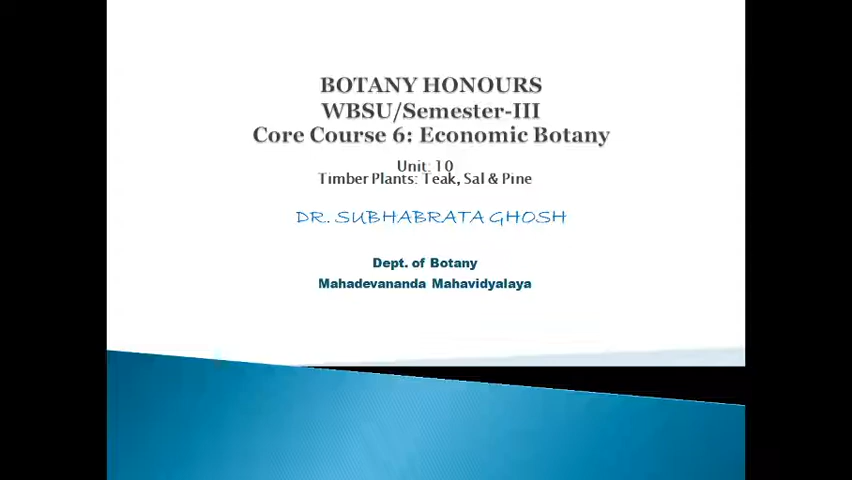 BOTANY HONOURS
WBSU/Semester-III
Core Course 6: Economic Botany
Unit: 10
Timber Plants: Teak, Sal & Pine
DR. SUBHABRATA GHOSH
Dept. of Botany
Mahadevananda Mahavidyalaya